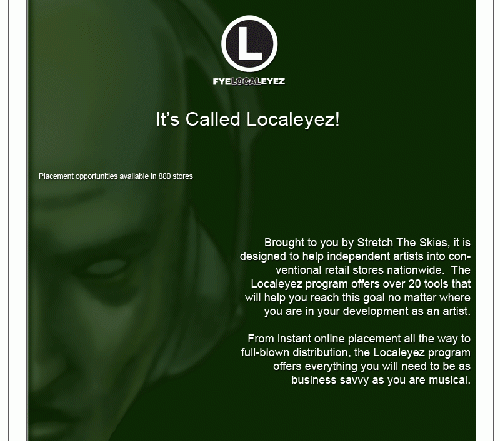 L
FYELOCALEYEZ
It's Called Localeyez!
Placement opportunities available in 800 stores
Brought to you by Stretch The Skies, it is
designed to help independent artists into con-
ventional retail stores nationwide. The
Localeyez program offers over 20 tools that
will help you reach this goal no matter where
you are in your development as an artist.
From Instant online placement all the way to
full-blown distribution, the Localeyez program
offers everything you will need to be as
business savvy as you are musical.